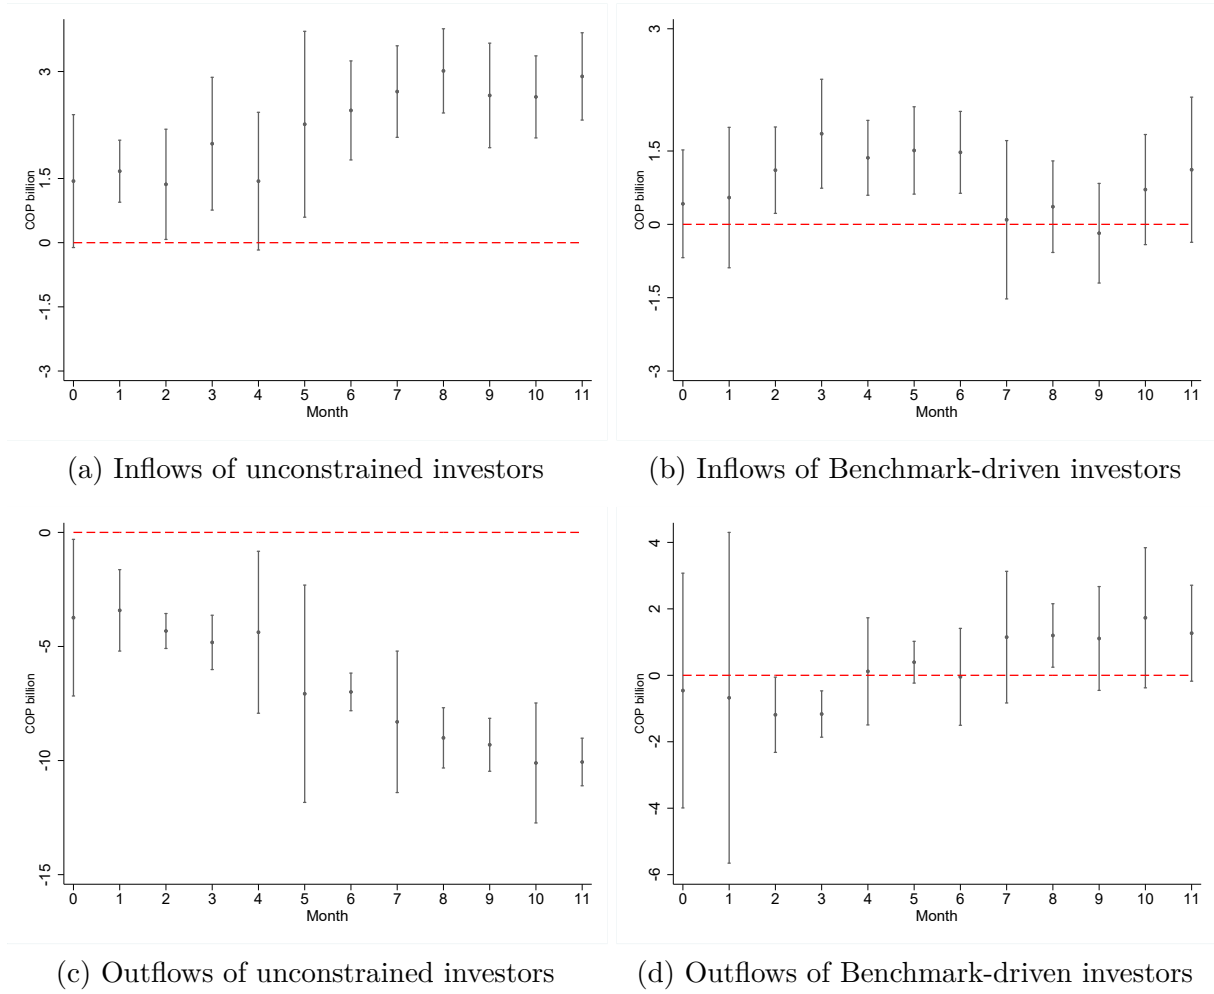 3
1.5
0
-1.5
-3
COP billion
0 1 2 3 4 5 6 7 8 9 10 11
Month
(a) Inflows of unconstrained investors
3
1.5
0
-1.5
-3
COP billion
0 1 2 3 4 5 6 7 8 9 10 11
Month
(b) Inflows of Benchmark-driven investors
0
-5
-10
-15
COP billion
0 1 2 3 4 5 6 7 8 9 10 11
Month
(c) Outflows of unconstrained investors
4
2
0
-2
-4
-6
COP billion
0 1 2 3 4 5 6 7 8 9 10 11
Month
(d) Outflows of Benchmark-driven investors